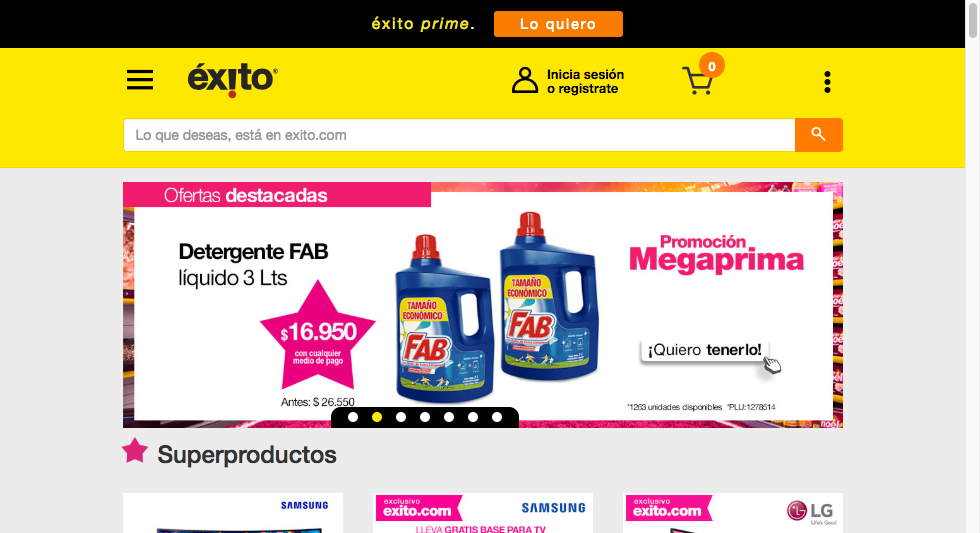 éxito prime.
Lo quiero
éxito
Inicia sesión
o registrate
0
Lo que deseas, está en exito.com
Ofertas destacadas
Detergente FAB
líquido 3 Lts
$16.950
con cualquier
medio de pago
Antes: $ 26.550
TAMAÑO
ECONÓMICO
FAB
TAMAÑO
ECONÓMICO
FAB
Promoción
Megaprima
¡Quiero tenerlo!
*1263 unidades disponibles *PLU:1278514
Superproductos
SAMSUNG
exclusivo
exito.com
SAMSUNG
LLEVA GRATIS BASE PARA TV
exclusivo
exito.com
LG
Life's Good